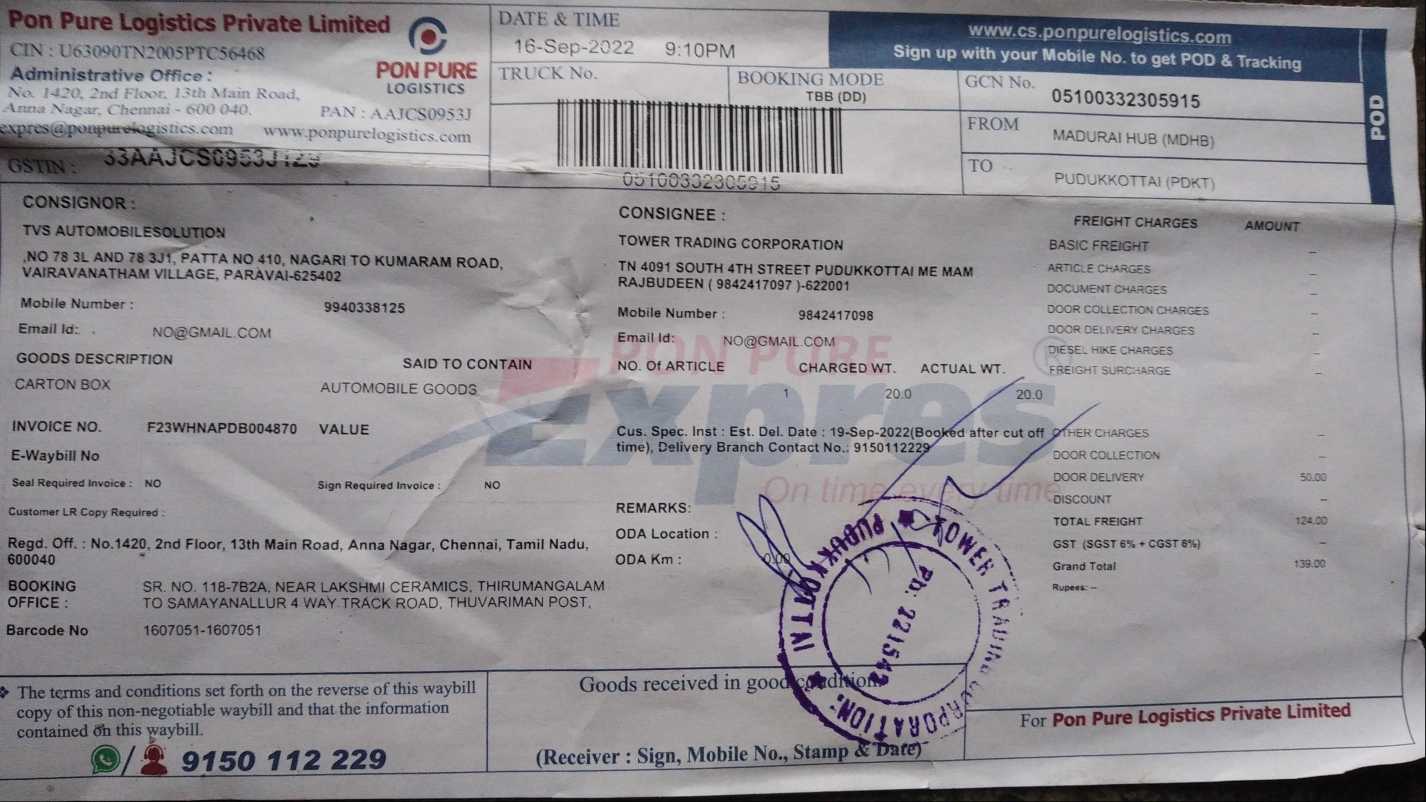 Pon Pure Logistics Private Limited
CIN : U63090TN2005PTC56468
Administrative Office :
No. 1420, 2nd Floor, 13th Main Road,
Anna Nagar, Chennai - 600 040.
PAN : AAJCS0953J
expres@ponpurelogistics.com www.ponpurelogistics.com
GSTIN : 33AAJCS0953J1Z9
PON PURE
LOGISTICS
DATE & TIME
16-Sep-2022 9:10PM
TRUCK No.
BOOKING MODE
TBB (DD)
05100332305915
www.cs.ponpurelogistics.com
Sign up with your Mobile No. to get POD & Tracking
GCN No. 05100332305915
FROM MADURAI HUB (MDHB)
TO PUDUKKOTTAI (PDKT)
POD
CONSIGNOR :
TVS AUTOMOBILESOLUTION
,NO 78 3L AND 78 3J1, PATTA NO 410, NAGARI TO KUMARAM ROAD,
VAIRAVANATHAM VILLAGE, PARAVAI-625402
Mobile Number : 9940338125
Email Id: NO@GMAIL.COM
GOODS DESCRIPTION SAID TO CONTAIN
CARTON BOX AUTOMOBILE GOODS
INVOICE NO. F23WHNAPDB004870 VALUE
E-Waybill No
Seal Required Invoice : NO Sign Required Invoice : NO
Customer LR Copy Required :
Regd. Off. : No.1420, 2nd Floor, 13th Main Road, Anna Nagar, Chennai, Tamil Nadu,
600040
BOOKING OFFICE : SR. NO. 118-7B2A, NEAR LAKSHMI CERAMICS, THIRUMANGALAM
TO SAMAYANALLUR 4 WAY TRACK ROAD, THUVARIMAN POST,
Barcode No 1607051-1607051
CONSIGNEE :
TOWER TRADING CORPORATION
TN 4091 SOUTH 4TH STREET PUDUKKOTTAI ME MAM
RAJBUDEEN ( 9842417097 )-622001
Mobile Number : 9842417098
Email Id: NO@GMAIL.COM
NO. Of ARTICLE CHARGED WT. ACTUAL WT.
1 20.0 20.0
Cus. Spec. Inst : Est. Del. Date : 19-Sep-2022(Booked after cut off
time), Delivery Branch Contact No.: 9150112229
REMARKS:
ODA Location :
ODA Km : 0.00
PON PURE
Expres
®
On time every time
FREIGHT CHARGES AMOUNT
BASIC FREIGHT –
ARTICLE CHARGES –
DOCUMENT CHARGES –
DOOR COLLECTION CHARGES –
DOOR DELIVERY CHARGES –
DIESEL HIKE CHARGES –
FREIGHT SURCHARGE –
OTHER CHARGES –
DOOR COLLECTION –
DOOR DELIVERY 50.00
DISCOUNT –
TOTAL FREIGHT 124.00
GST (SGST 6% + CGST 6%) –
Grand Total 139.00
Rupees: --
TOWER TRADING CORPORATION:
PUDUKKOTTAI
Ph: 221542
❖ The terms and conditions set forth on the reverse of this waybill
copy of this non-negotiable waybill and that the information
contained on this waybill.
/ 9150 112 229
Goods received in good condition
(Receiver : Sign, Mobile No., Stamp & Date)
For Pon Pure Logistics Private Limited